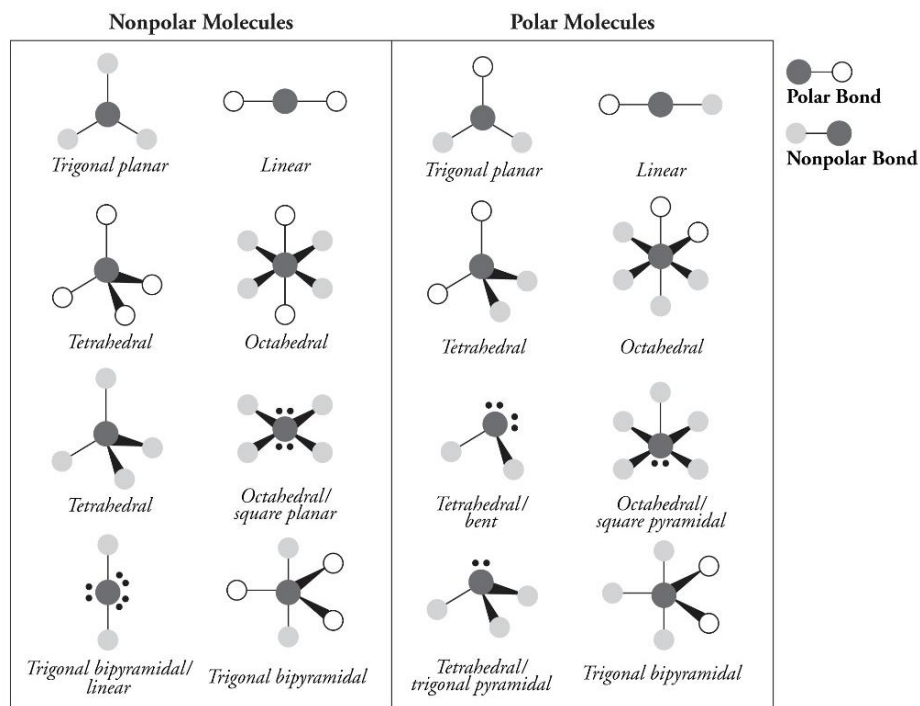 Nonpolar Molecules
Polar Molecules
Polar Bond
Nonpolar Bond
Trigonal planar
Linear
Trigonal planar
Linear
Tetrahedral
Octahedral
Tetrahedral
Octahedral
Tetrahedral
Octahedral/
square planar
Tetrahedral/
bent
Octahedral/
square pyramidal
Trigonal bipyramidal/
linear
Trigonal bipyramidal
Tetrahedral/
trigonal pyramidal
Trigonal bipyramidal